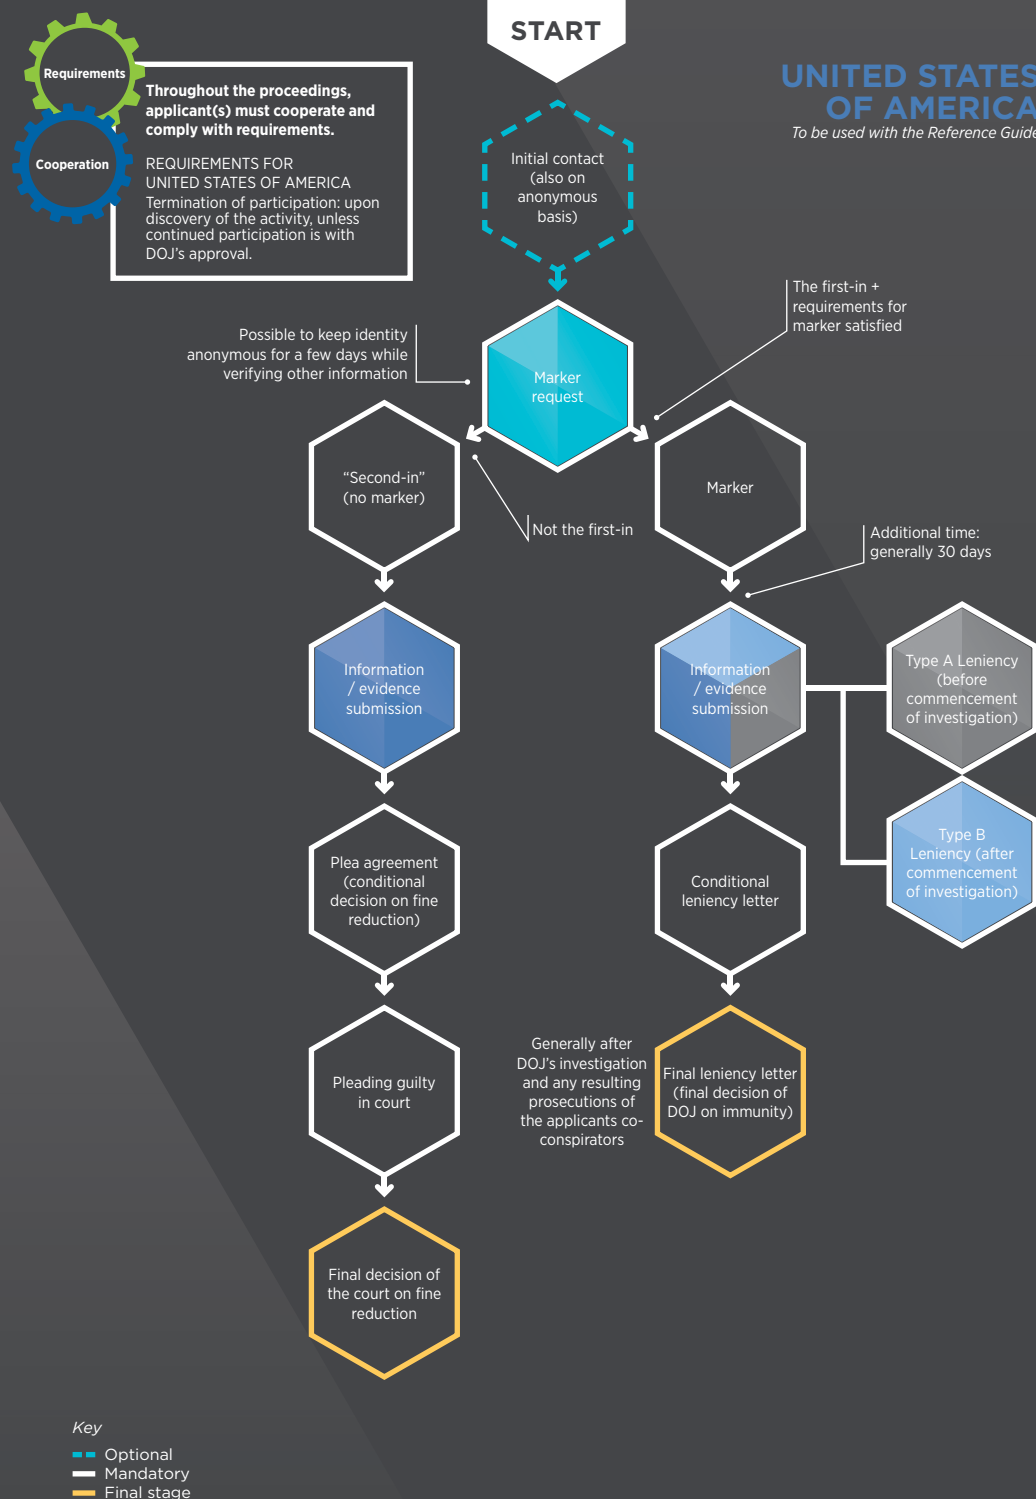 START
UNITED STATES
OF AMERICA
To be used with the Reference Guide
Requirements
Cooperation
Throughout the proceedings,
applicant(s) must cooperate and
comply with requirements.
REQUIREMENTS FOR
UNITED STATES OF AMERICA
Termination of participation: upon
discovery of the activity, unless
continued participation is with
DOJ's approval.
Initial contact
(also on
anonymous
basis)
The first-in +
requirements for
marker satisfied
Possible to keep identity
anonymous for a few days while
verifying other information
Marker
request
“Second-in”
(no marker)
Marker
Not the first-in
Additional time:
generally 30 days
Information
/ evidence
submission
Information
/ evidence
submission
Type A Leniency
(before
commencement
of investigation)
Type B
Leniency (after
commencement
of investigation)
Plea agreement
(conditional
decision on fine
reduction)
Conditional
leniency letter
Pleading guilty
in court
Generally after
DOJ's investigation
and any resulting
prosecutions of
the applicants co-
conspirators
Final leniency letter
(final decision of
DOJ on immunity)
Final decision of
the court on fine
reduction
Key
Optional
Mandatory
Final stage